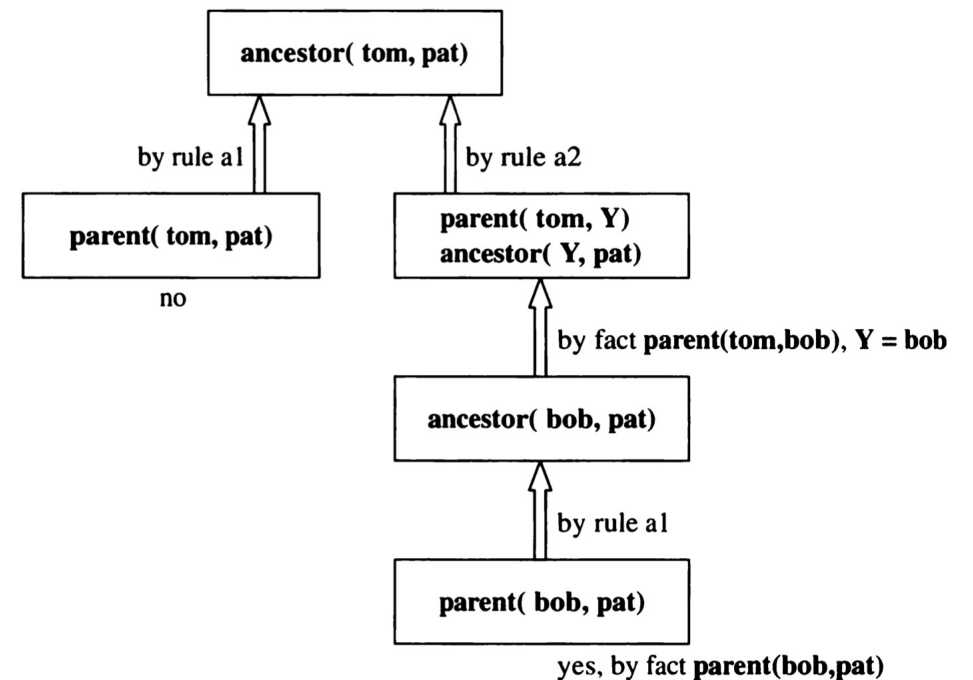 ancestor( tom, pat)
by rule a1
by rule a2
parent( tom, pat)
no
parent( tom, Y)
ancestor( Y, pat)
by fact parent(tom,bob), Y = bob
ancestor( bob, pat)
by rule a1
parent( bob, pat)
yes, by fact parent(bob,pat)